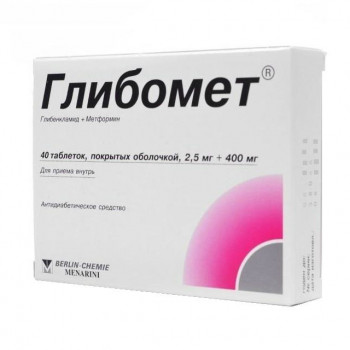 Глибомет®
Глибенкламид + Метформин
40 таблеток, покрытых оболочкой, 2,5 мг + 400 мг
Для приема внутрь
Антидиабетическое средство
BERLIN-CHEMIE
MENARINI